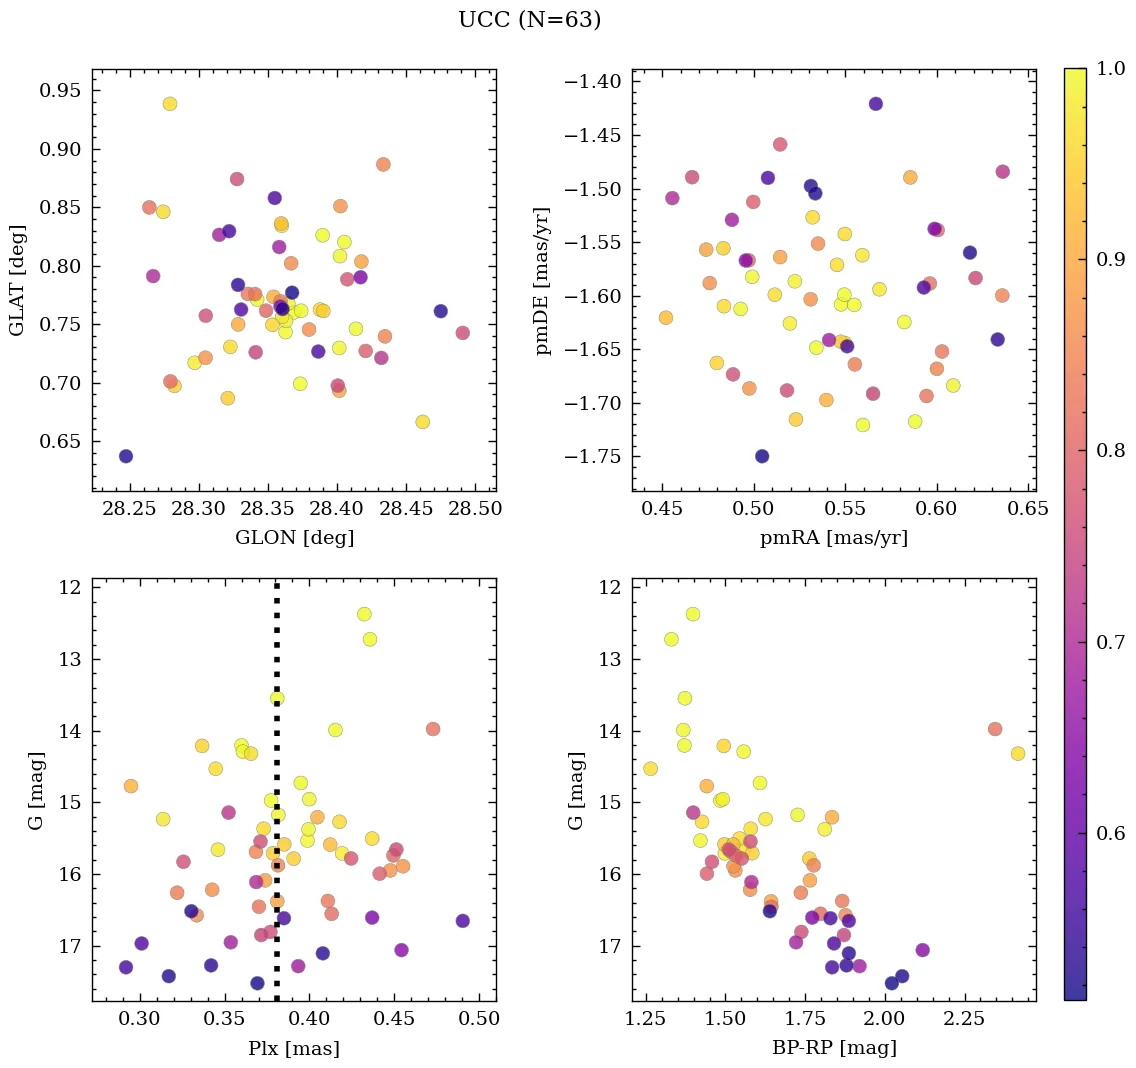 UCC (N=63)
0.95
0.90
0.85
0.80
0.75
0.70
0.65
GLAT [deg]
28.25 28.30 28.35 28.40 28.45 28.50
GLON [deg]
−1.40
−1.45
−1.50
−1.55
−1.60
−1.65
−1.70
−1.75
pmDE [mas/yr]
0.45 0.50 0.55 0.60 0.65
pmRA [mas/yr]
1.0
0.9
0.8
0.7
0.6
12
13
14
15
16
17
G [mag]
0.30 0.35 0.40 0.45 0.50
Plx [mas]
12
13
14
15
16
17
G [mag]
1.25 1.50 1.75 2.00 2.25
BP-RP [mag]